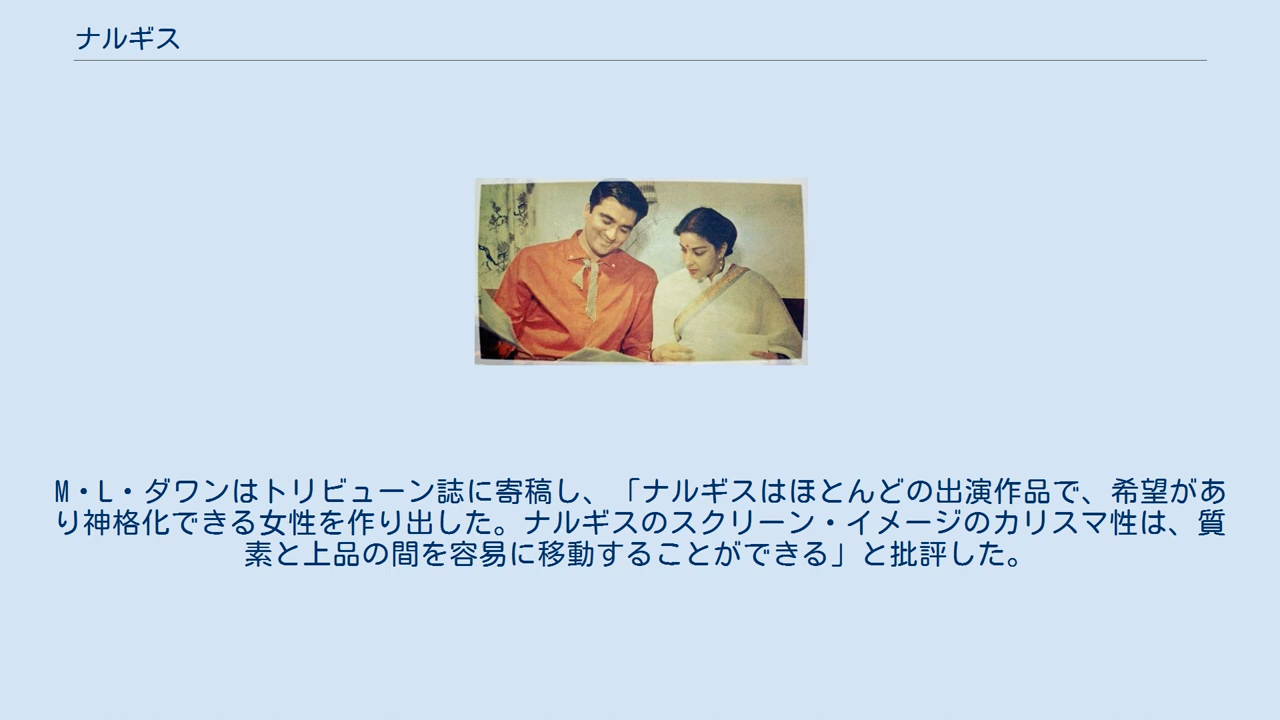 ナルギス
M・L・ダワンはトリビューン誌に寄稿し、「ナルギスはほとんどの出演作品で、希望があ
り神格化できる女性を作り出した。ナルギスのスクリーン・イメージのカリスマ性は、質
素と上品の間を容易に移動することができる」と批評した。